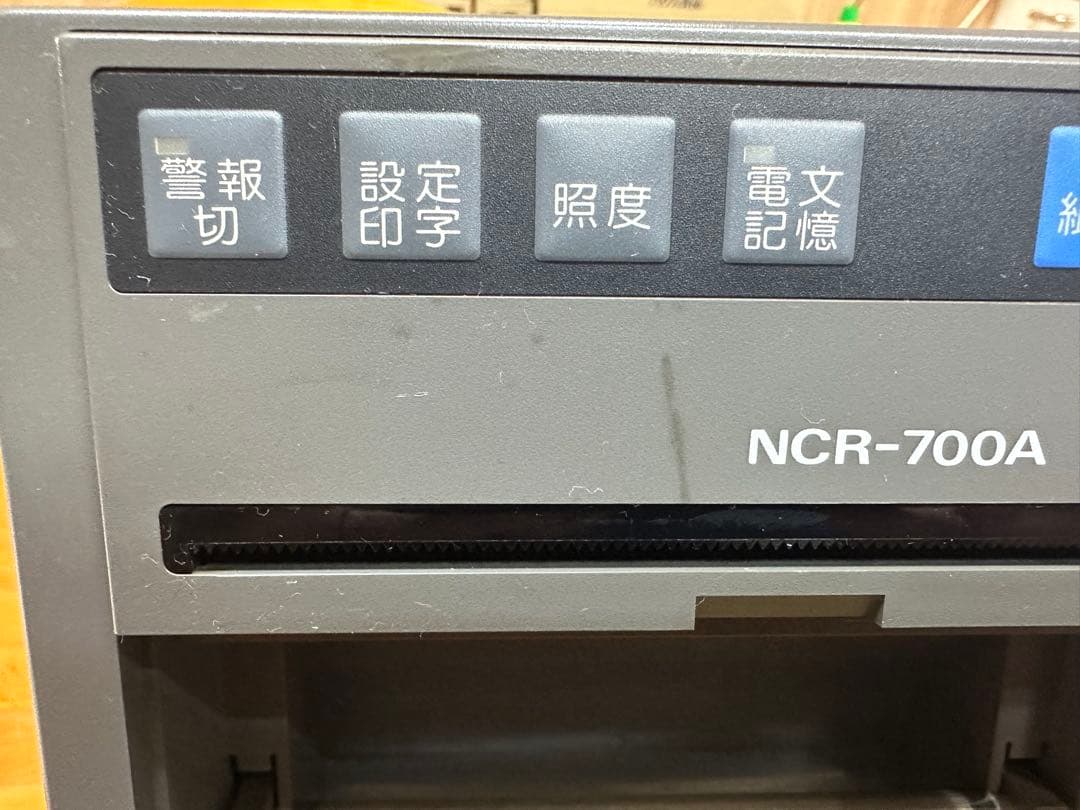 警報
切
設定
印字
照度
電文
記憶
NCR-700A